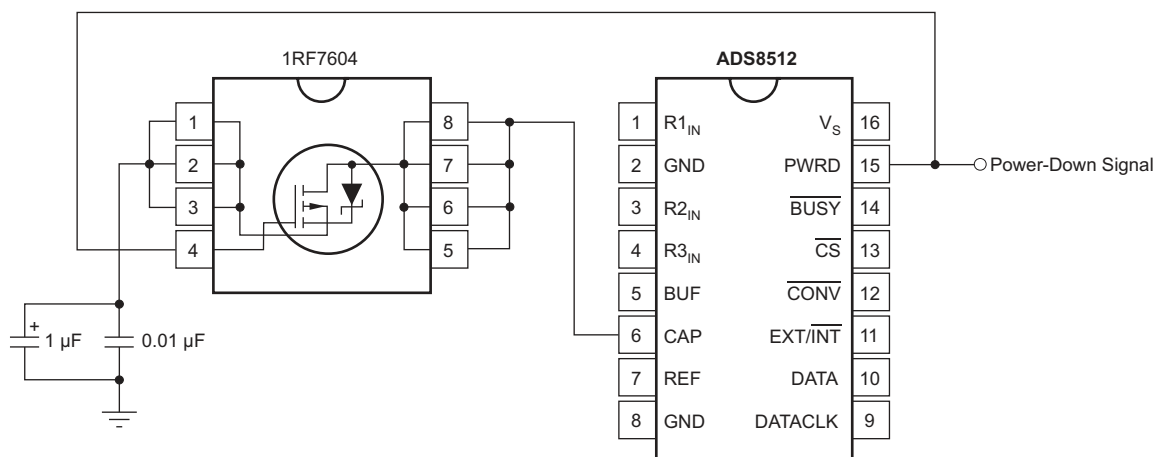 1RF7604
1
2
3
4
8
7
6
5
+
1 µF
0.01 µF
ADS8512
1 R1IN
2 GND
3 R2IN
4 R3IN
5 BUF
6 CAP
7 REF
8 GND
VS 16
PWRD 15
BUSY 14
CS 13
CONV 12
EXT/INT 11
DATA 10
DATACLK 9
Power-Down Signal